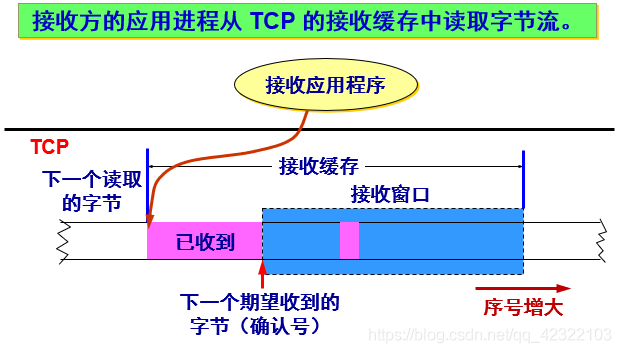 接收方的应用进程从 TCP 的接收缓存中读取字节流。
接收应用程序
TCP
接收缓存
下一个读取
的字节
接收窗口
已收到
下一个期望收到的
字节（确认号）
序号增大
https://blog.csdn.net/qq_42322103